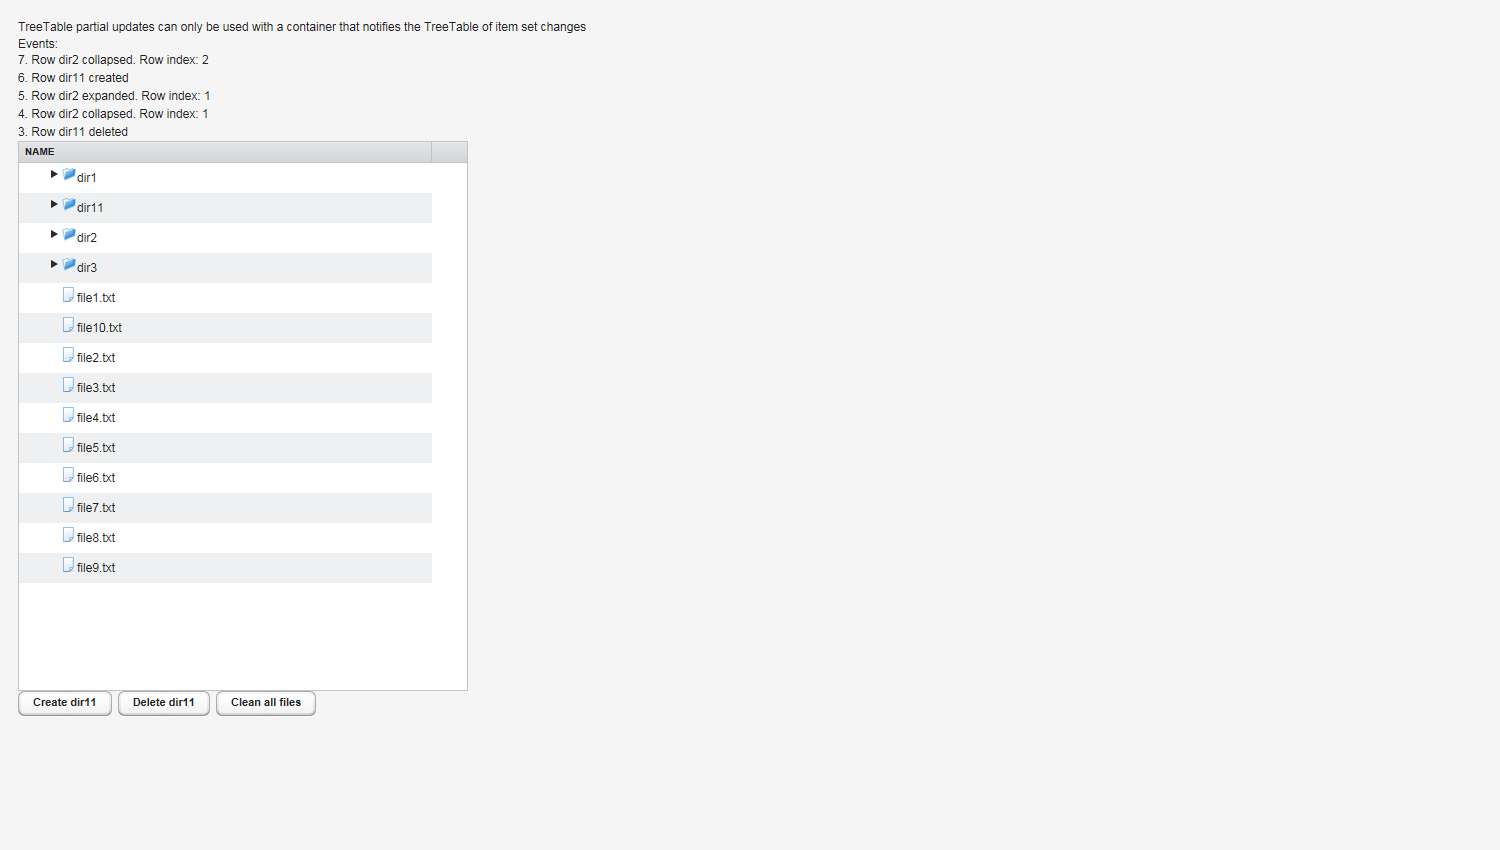 TreeTable partial updates can only be used with a container that notifies the TreeTable of item set changes
Events:
7. Row dir2 collapsed. Row index: 2
6. Row dir11 created
5. Row dir2 expanded. Row index: 1
4. Row dir2 collapsed. Row index: 1
3. Row dir11 deleted
NAME
dir1
dir11
dir2
dir3
file1.txt
file10.txt
file2.txt
file3.txt
file4.txt
file5.txt
file6.txt
file7.txt
file8.txt
file9.txt
Create dir11 Delete dir11 Clean all files